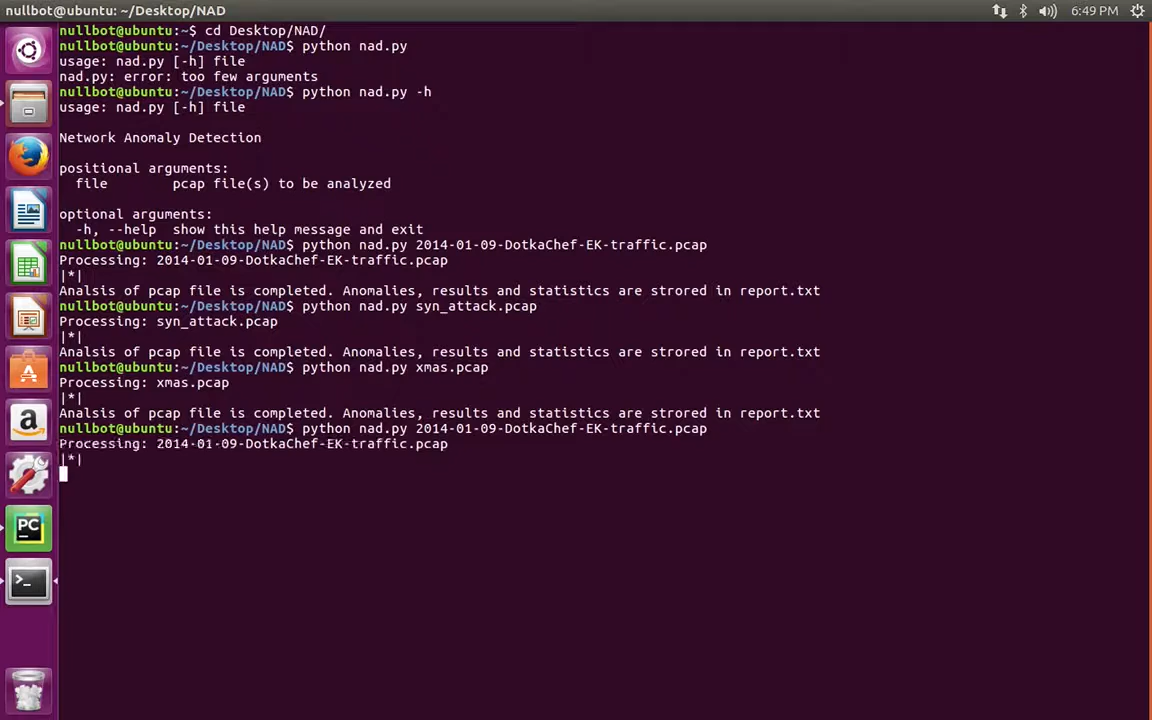 nullbot@ubuntu: ~/Desktop/NAD
6:49 PM
nullbot@ubuntu:~$ cd Desktop/NAD/
nullbot@ubuntu:~/Desktop/NAD$ python nad.py
usage: nad.py [-h] file
nad.py: error: too few arguments
nullbot@ubuntu:~/Desktop/NAD$ python nad.py -h
usage: nad.py [-h] file
Network Anomaly Detection
positional arguments:
file pcap file(s) to be analyzed
optional arguments:
-h, --help show this help message and exit
nullbot@ubuntu:~/Desktop/NAD$ python nad.py 2014-01-09-DotkaChef-EK-traffic.pcap
Processing: 2014-01-09-DotkaChef-EK-traffic.pcap
|*|
Analsis of pcap file is completed. Anomalies, results and statistics are strored in report.txt
nullbot@ubuntu:~/Desktop/NAD$ python nad.py syn_attack.pcap
Processing: syn_attack.pcap
|*|
Analsis of pcap file is completed. Anomalies, results and statistics are strored in report.txt
nullbot@ubuntu:~/Desktop/NAD$ python nad.py xmas.pcap
Processing: xmas.pcap
|*|
Analsis of pcap file is completed. Anomalies, results and statistics are strored in report.txt
nullbot@ubuntu:~/Desktop/NAD$ python nad.py 2014-01-09-DotkaChef-EK-traffic.pcap
Processing: 2014-01-09-DotkaChef-EK-traffic.pcap
|*|
a
PC
>_